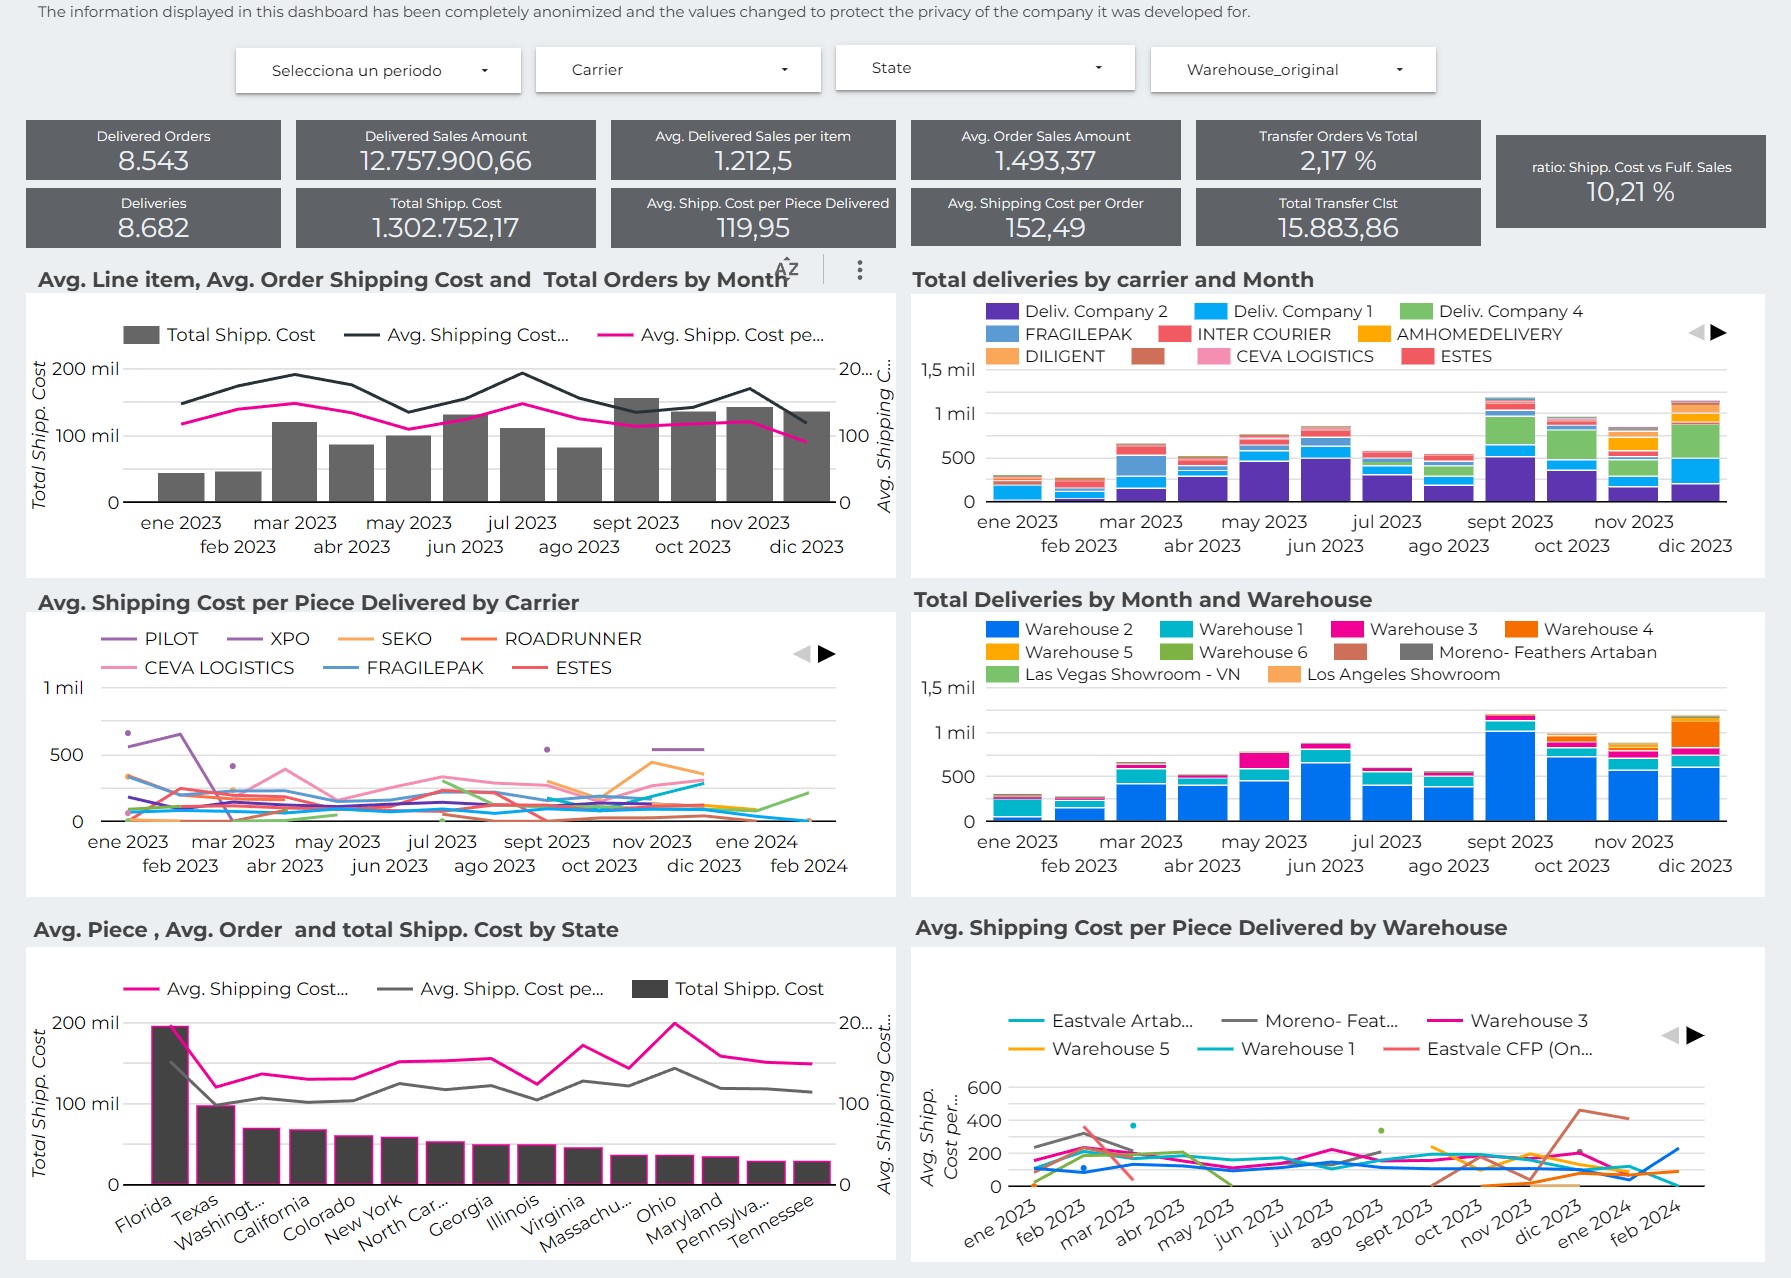 The information displayed in this dashboard has been completely anonimized and the values changed to protect the privacy of the company it was developed for.
Selecciona un periodo
Carrier
State
Warehouse_original
Delivered Orders
8.543
Delivered Sales Amount
12.757.900,66
Avg. Delivered Sales per item
1.212,5
Avg. Order Sales Amount
1.493,37
Transfer Orders Vs Total
2,17 %
ratio: Shipp. Cost vs Fulf. Sales
10,21 %
Deliveries
8.682
Total Shipp. Cost
1.302.752,17
Avg. Shipp. Cost per Piece Delivered
119,95
Avg. Shipping Cost per Order
152,49
Total Transfer Clst
15.883,86
Avg. Line item, Avg. Order Shipping Cost and Total Orders by Month
Total Shipp. Cost Avg. Shipping Cost... Avg. Shipp. Cost pe...
Total Shipp. Cost
200 mil
100 mil
0
20...
100
0
Avg. Shipping C...
ene 2023 mar 2023 may 2023 jul 2023 sept 2023 nov 2023
feb 2023 abr 2023 jun 2023 ago 2023 oct 2023 dic 2023
Total deliveries by carrier and Month
Deliv. Company 2 Deliv. Company 1 Deliv. Company 4
FRAGILEPAK INTER COURIER AMHOMEDELIVERY
DILIGENT CEVA LOGISTICS ESTES
1,5 mil
1 mil
500
0
ene 2023 mar 2023 may 2023 jul 2023 sept 2023 nov 2023
feb 2023 abr 2023 jun 2023 ago 2023 oct 2023 dic 2023
Avg. Shipping Cost per Piece Delivered by Carrier
PILOT XPO SEKO ROADRUNNER
CEVA LOGISTICS FRAGILEPAK ESTES
1 mil
500
0
ene 2023 mar 2023 may 2023 jul 2023 sept 2023 nov 2023 ene 2024
feb 2023 abr 2023 jun 2023 ago 2023 oct 2023 dic 2023 feb 2024
Total Deliveries by Month and Warehouse
Warehouse 2 Warehouse 1 Warehouse 3 Warehouse 4
Warehouse 5 Warehouse 6 Moreno- Feathers Artaban
Las Vegas Showroom - VN Los Angeles Showroom
1,5 mil
1 mil
500
0
ene 2023 mar 2023 may 2023 jul 2023 sept 2023 nov 2023
feb 2023 abr 2023 jun 2023 ago 2023 oct 2023 dic 2023
Avg. Piece , Avg. Order and total Shipp. Cost by State
Avg. Shipping Cost... Avg. Shipp. Cost pe... Total Shipp. Cost
Total Shipp. Cost
200 mil
100 mil
0
20...
100
0
Avg. Shipping Cost...
Florida Texas Washingt... California Colorado New York North Car... Georgia Illinois Virginia Massachu... Ohio Maryland Pennsylva... Tennessee
Avg. Shipping Cost per Piece Delivered by Warehouse
Eastvale Artab... Moreno- Feat... Warehouse 3
Warehouse 5 Warehouse 1 Eastvale CFP (On...
Avg. Shipp.
Cost per...
600
400
200
0
ene 2023 feb 2023 mar 2023 abr 2023 may 2023 jun 2023 jul 2023 ago 2023 sept 2023 oct 2023 nov 2023 dic 2023 ene 2024 feb 2024